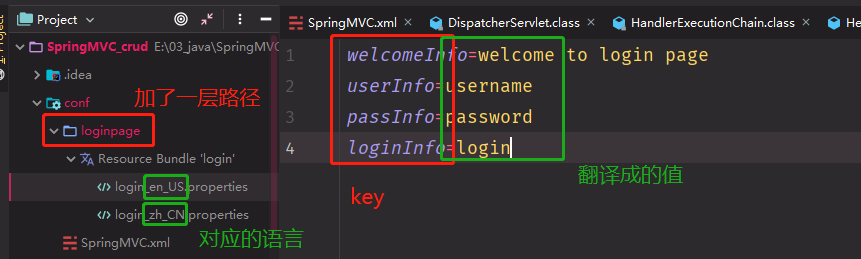 Project
SpringMVC.xml
DispatcherServlet.class
HandlerExecutionChain.class
He
SpringMVC_crud E:\03_java\SpringMVC
.idea
conf
加了一层路径
loginpage
Resource Bundle 'login'
login_en_US.properties
login_zh_CN.properties
对应的语言
SpringMVC.xml
1 welcomeInfo=welcome to login page
2 userInfo=username
3 passInfo=password
4 loginInfo=login
翻译成的值
key